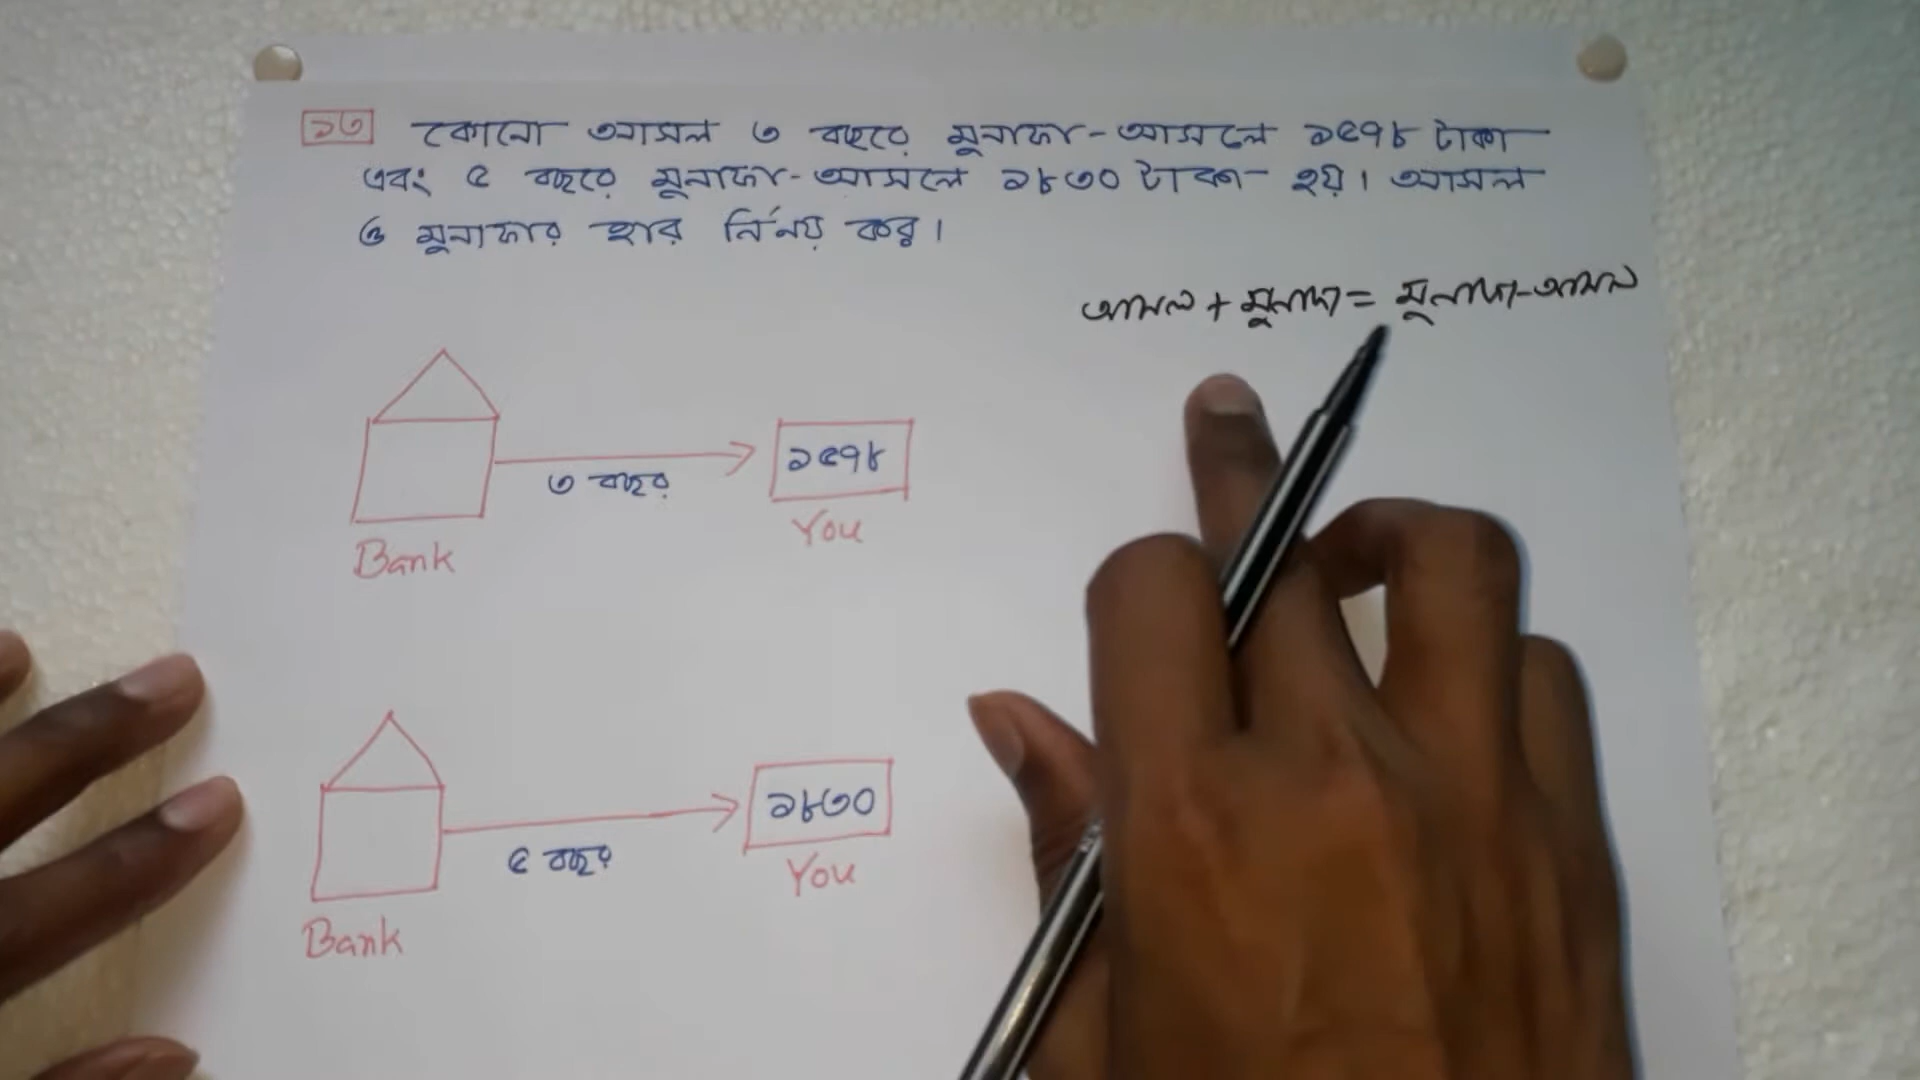 ১৩ কোনো আসল ৩ বছরে মুনাফা-আসলে ১৫৭৮ টাকা
এবং ৫ বছরে মুনাফা-আসলে ১৮৩০ টাকা হয়। আসল
ও মুনাফার হার নির্নয় কর।
আসল + মুনাফা = মুনাফা-আসল
৩ বছর
১৫৭৮
You
Bank
৫ বছর
১৮৩০
You
Bank